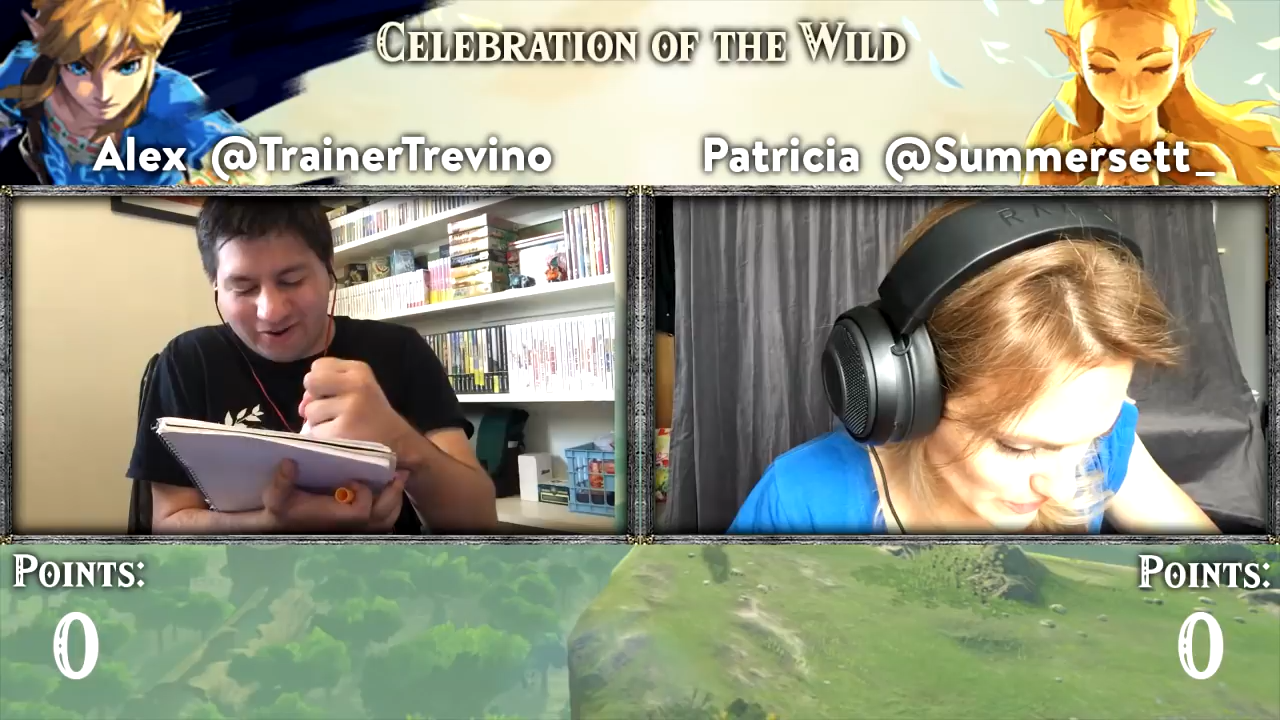 Celebration of the Wild
Alex @TrainerTrevino
Patricia @Summersett_
Points:
0
Points:
0